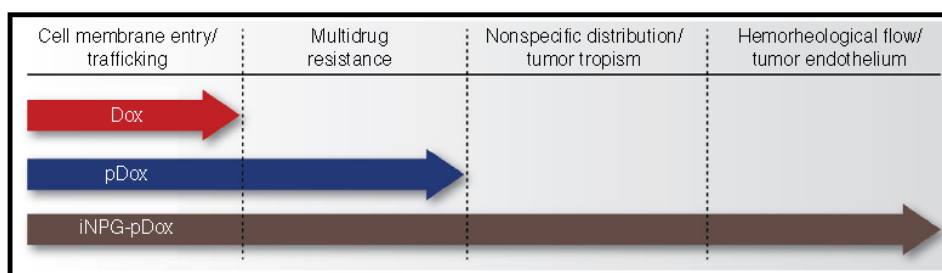 Cell membrane entry/
trafficking
Multidrug
resistance
Nonspecific distribution/
tumor tropism
Hemorheological flow/
tumor endothelium
Dox
pDox
iNPG-pDox